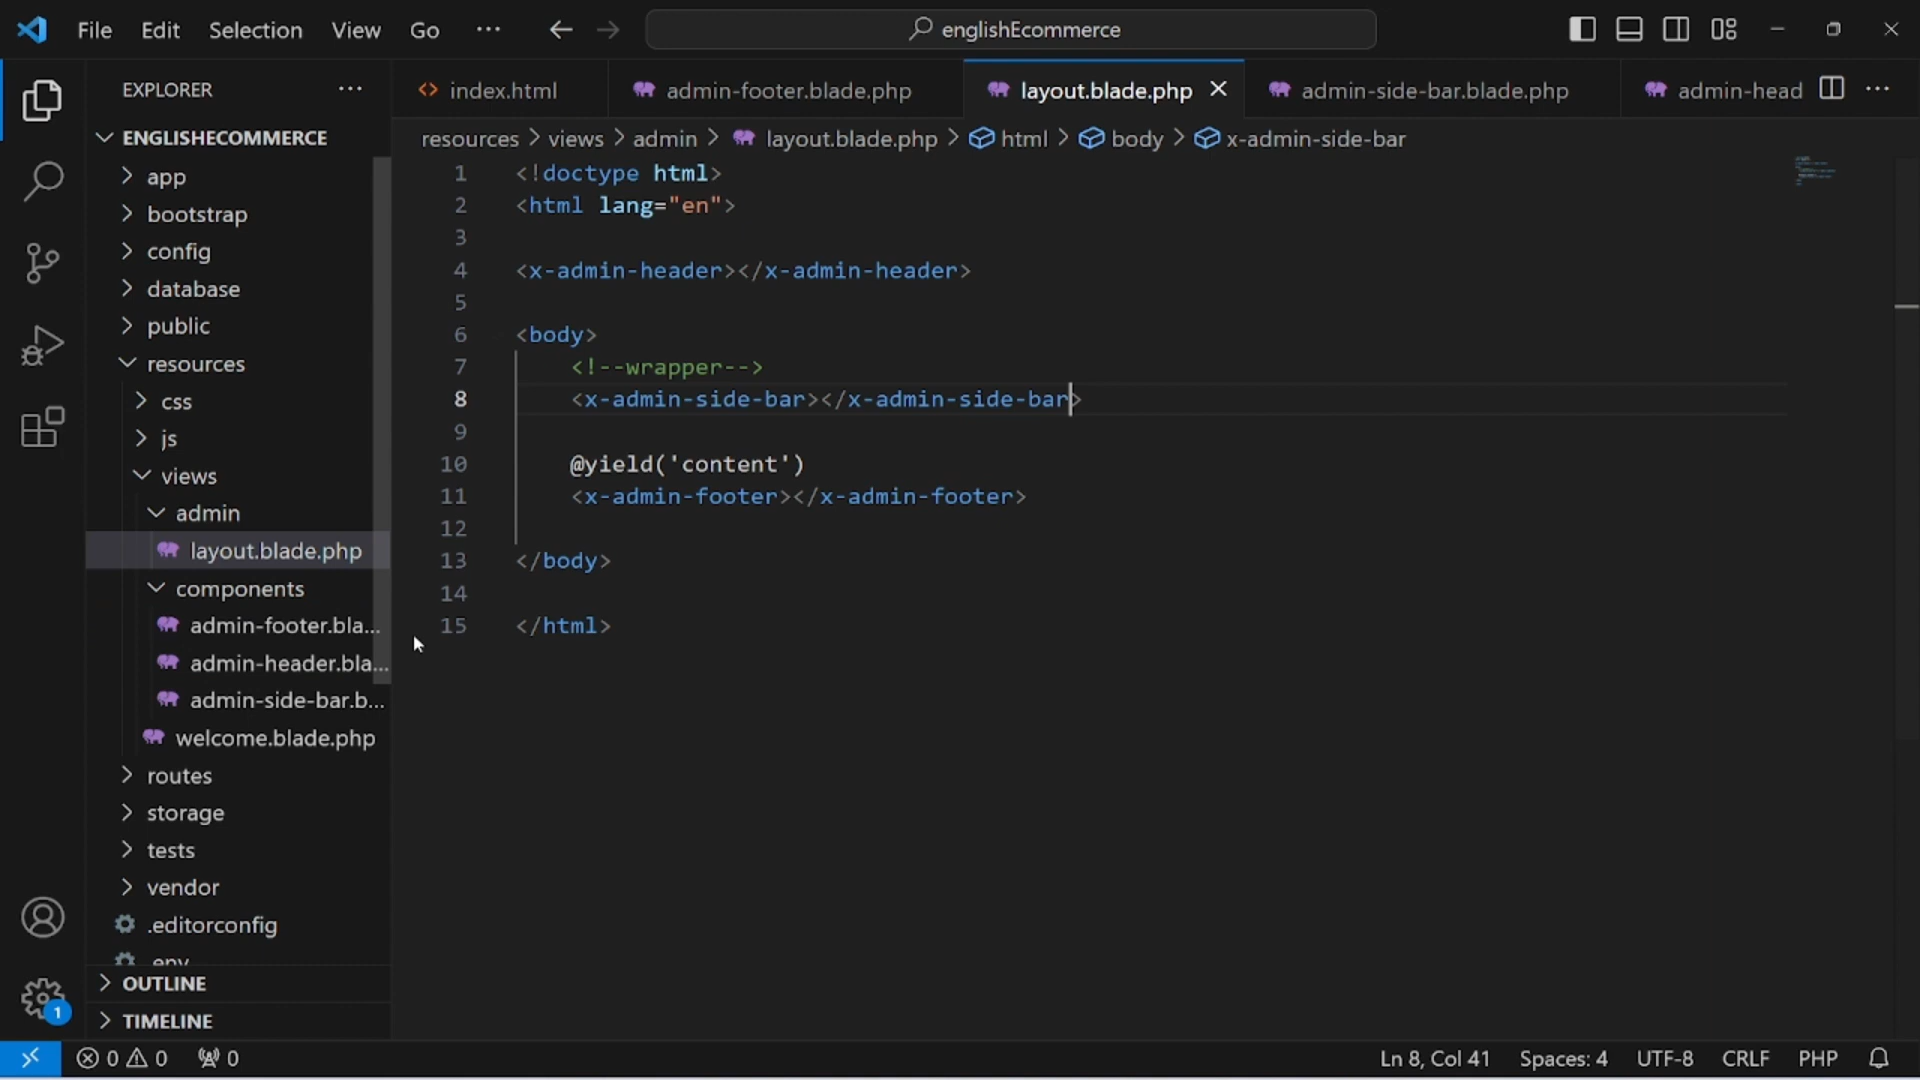 File Edit Selection View Go ··· englishEcommerce
EXPLORER ···
index.html admin-footer.blade.php layout.blade.php admin-side-bar.blade.php admin-head ···
resources > views > admin > layout.blade.php > html > body > x-admin-side-bar
ENGLISHECOMMERCE
app
bootstrap
config
database
public
resources
css
js
views
admin
layout.blade.php
components
admin-footer.bla...
admin-header.bla...
admin-side-bar.b...
welcome.blade.php
routes
storage
tests
vendor
.editorconfig
.env
OUTLINE
TIMELINE
1 <!doctype html>
2 <html lang="en">
3
4 <x-admin-header></x-admin-header>
5
6 <body>
7 <!--wrapper-->
8 <x-admin-side-bar></x-admin-side-bar>
9
10 @yield('content')
11 <x-admin-footer></x-admin-footer>
12
13 </body>
14
15 </html>
1
0 0 0 Ln 8, Col 41 Spaces: 4 UTF-8 CRLF PHP